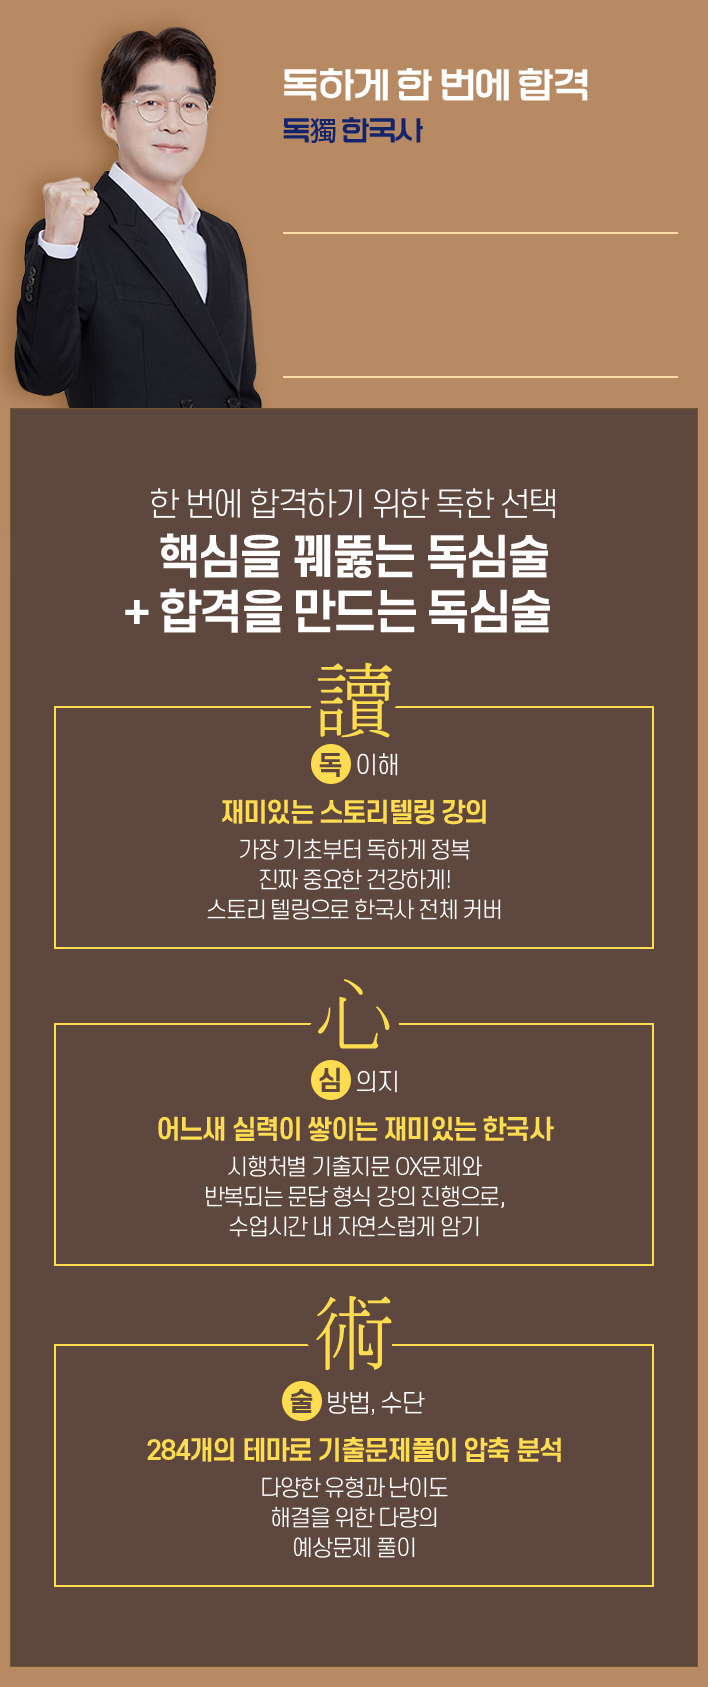 독하게 한 번에 합격
독獨 한국사
한 번에 합격하기 위한 독한 선택
핵심을 꿰뚫는 독심술
+ 합격을 만드는 독심술
讀
독 이해
재미있는 스토리텔링 강의
가장 기초부터 독하게 정복
진짜 중요한 건강하게!
스토리 텔링으로 한국사 전체 커버
心
심 의지
어느새 실력이 쌓이는 재미있는 한국사
시행처별 기출지문 OX문제와
반복되는 문답 형식 강의 진행으로,
수업시간 내 자연스럽게 암기
術
술 방법, 수단
284개의 테마로 기출문제풀이 압축 분석
다양한 유형과 난이도
해결을 위한 다량의
예상문제 풀이